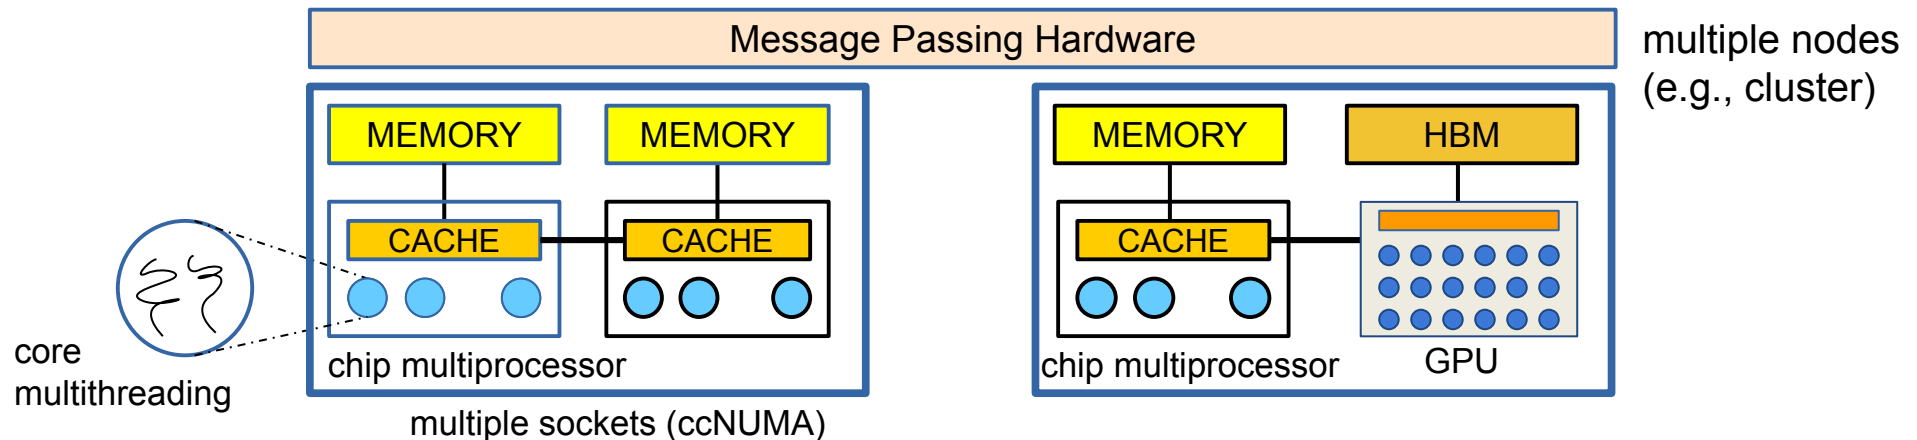 Message Passing Hardware
multiple nodes
(e.g., cluster)
MEMORY
MEMORY
MEMORY
HBM
CACHE
CACHE
CACHE
core
multithreading
chip multiprocessor
chip multiprocessor
GPU
multiple sockets (ccNUMA)